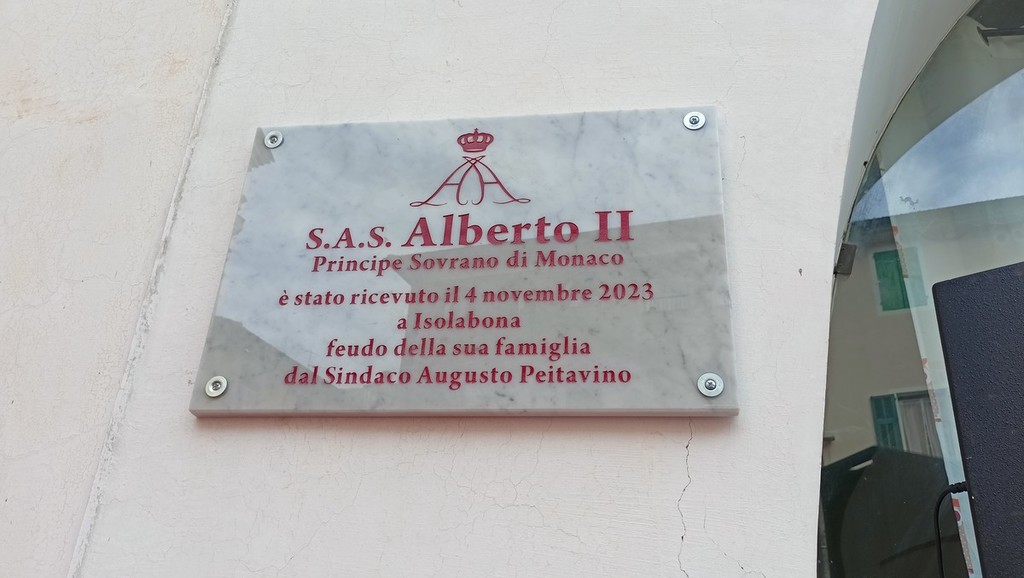 S.A.S. Alberto II
Principe Sovrano di Monaco
è stato ricevuto il 4 novembre 2023
a Isolabona
feudo della sua famiglia
dal Sindaco Augusto Peitavino